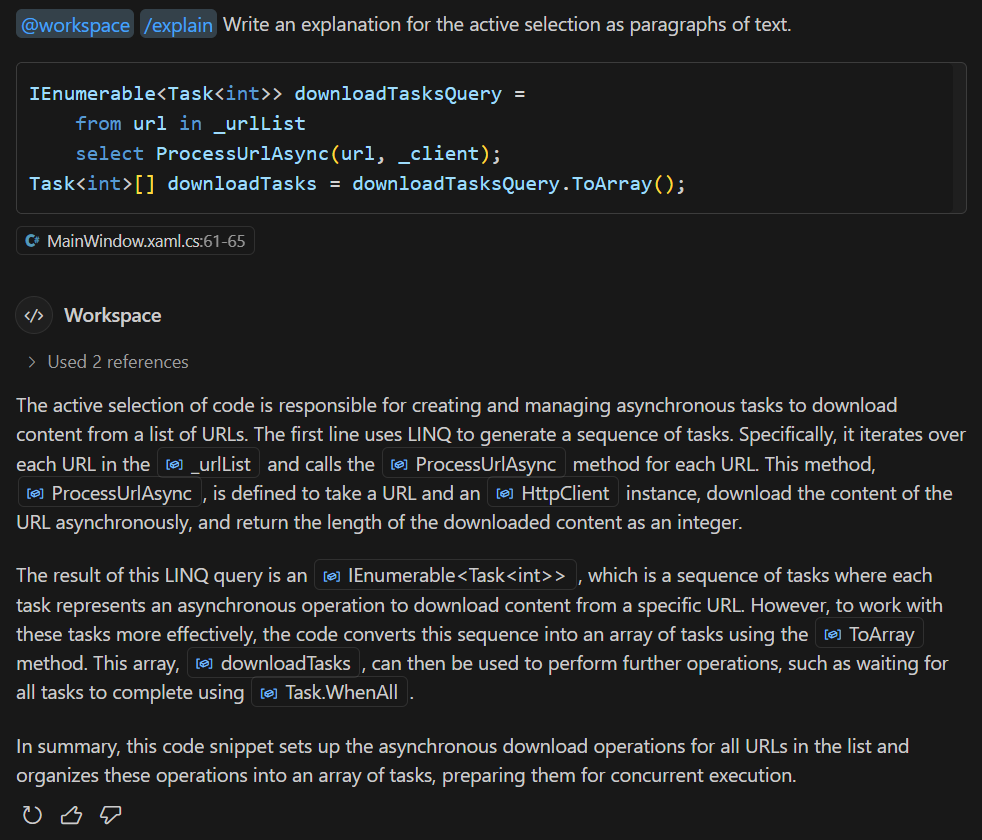 @workspace /explain Write an explanation for the active selection as paragraphs of text.
IEnumerable<Task<int>> downloadTasksQuery =
    from url in _urlList
    select ProcessUrlAsync(url, _client);
Task<int>[] downloadTasks = downloadTasksQuery.ToArray();
C# MainWindow.xaml.cs:61-65
</> Workspace
> Used 2 references
The active selection of code is responsible for creating and managing asynchronous tasks to download
content from a list of URLs. The first line uses LINQ to generate a sequence of tasks. Specifically, it iterates over
each URL in the _urlList and calls the ProcessUrlAsync method for each URL. This method,
ProcessUrlAsync , is defined to take a URL and an HttpClient instance, download the content of the
URL asynchronously, and return the length of the downloaded content as an integer.
The result of this LINQ query is an IEnumerable<Task<int>> , which is a sequence of tasks where each
task represents an asynchronous operation to download content from a specific URL. However, to work with
these tasks more effectively, the code converts this sequence into an array of tasks using the ToArray
method. This array, downloadTasks , can then be used to perform further operations, such as waiting for
all tasks to complete using Task.WhenAll .
In summary, this code snippet sets up the asynchronous download operations for all URLs in the list and
organizes these operations into an array of tasks, preparing them for concurrent execution.